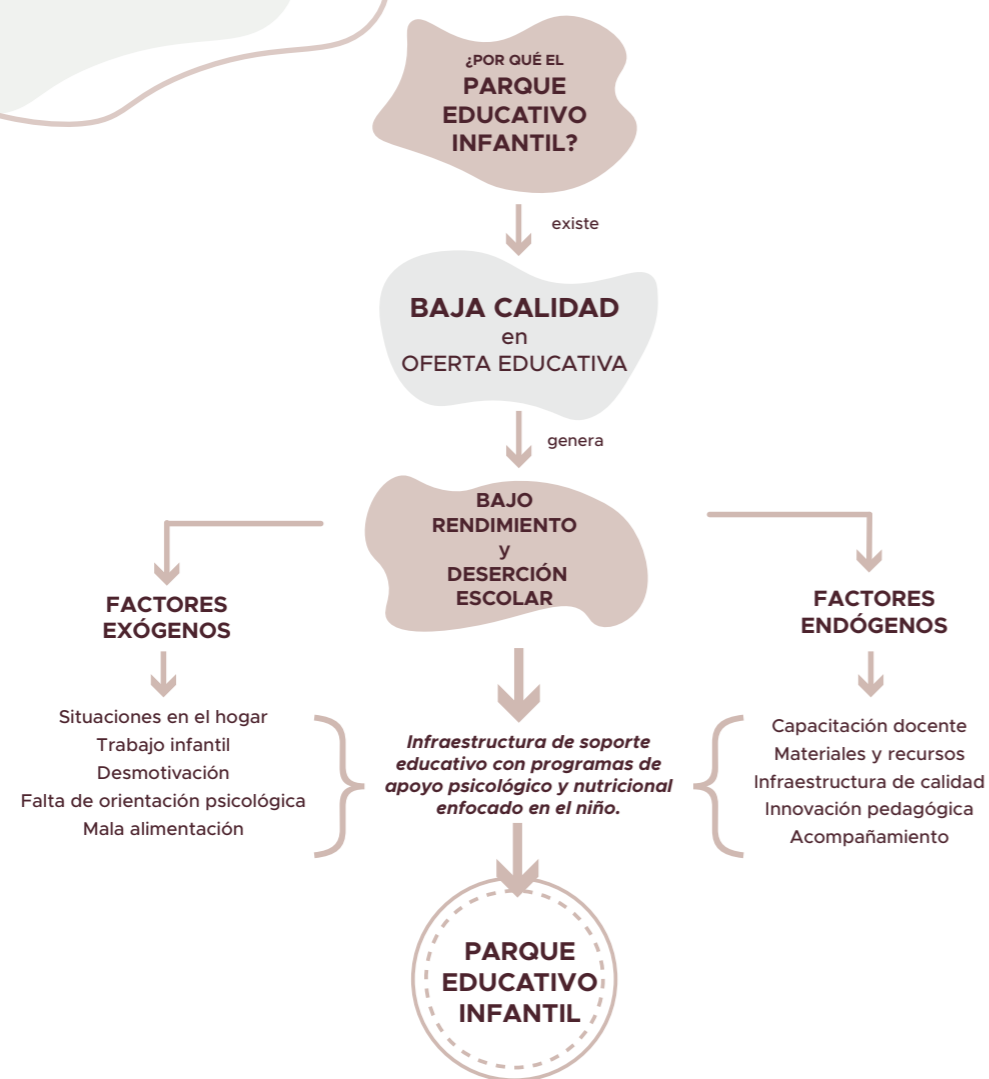 ¿POR QUÉ EL
PARQUE
EDUCATIVO
INFANTIL?
existe
BAJA CALIDAD
en
OFERTA EDUCATIVA
genera
BAJO
RENDIMIENTO
y
DESERCIÓN
ESCOLAR
FACTORES
EXÓGENOS
Situaciones en el hogar
Trabajo infantil
Desmotivación
Falta de orientación psicológica
Mala alimentación
Infraestructura de soporte
educativo con programas de
apoyo psicológico y nutricional
enfocado en el niño.
FACTORES
ENDÓGENOS
Capacitación docente
Materiales y recursos
Infraestructura de calidad
Innovación pedagógica
Acompañamiento
PARQUE
EDUCATIVO
INFANTIL